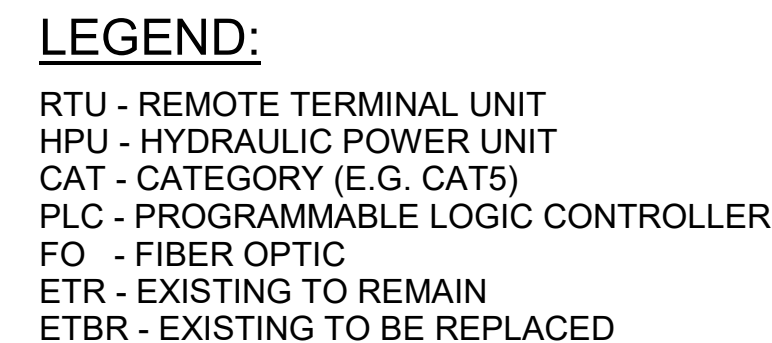 LEGEND:
RTU - REMOTE TERMINAL UNIT
HPU - HYDRAULIC POWER UNIT
CAT - CATEGORY (E.G. CAT5)
PLC - PROGRAMMABLE LOGIC CONTROLLER
FO - FIBER OPTIC
ETR - EXISTING TO REMAIN
ETBR - EXISTING TO BE REPLACED